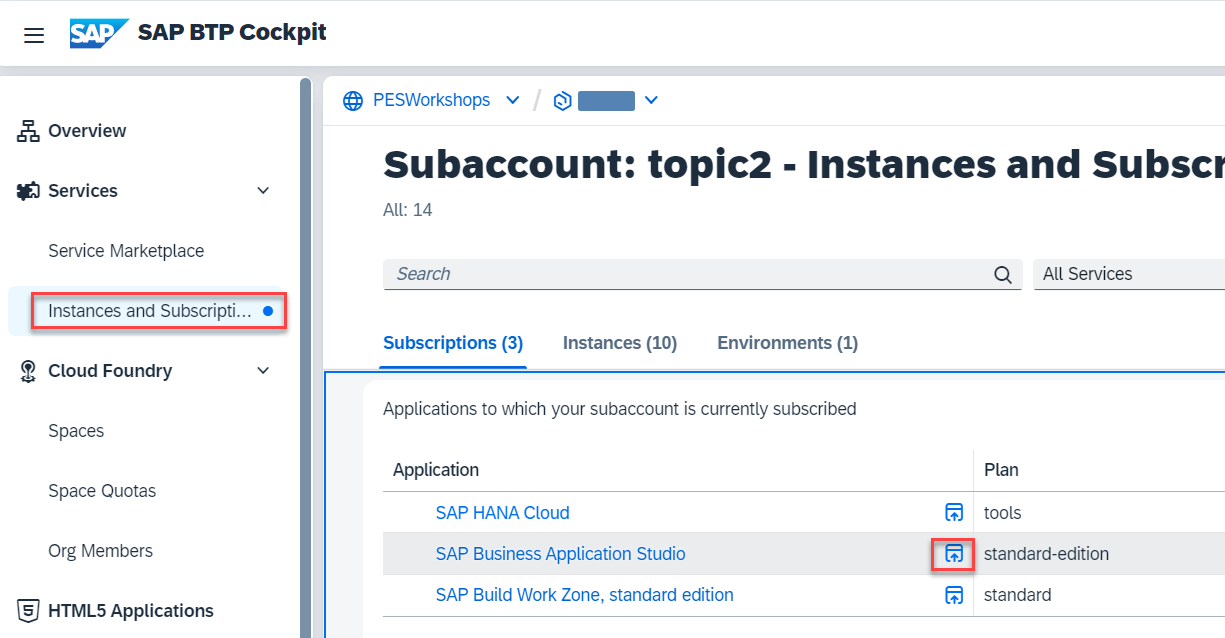 SAP SAP BTP Cockpit
Overview
Services
Service Marketplace
Instances and Subscripti...
Cloud Foundry
Spaces
Space Quotas
Org Members
HTML5 Applications
PESWorkshops /
Subaccount: topic2 - Instances and Subscr
All: 14
Search
All Services
Subscriptions (3) Instances (10) Environments (1)
Applications to which your subaccount is currently subscribed
Application Plan
SAP HANA Cloud tools
SAP Business Application Studio standard-edition
SAP Build Work Zone, standard edition standard